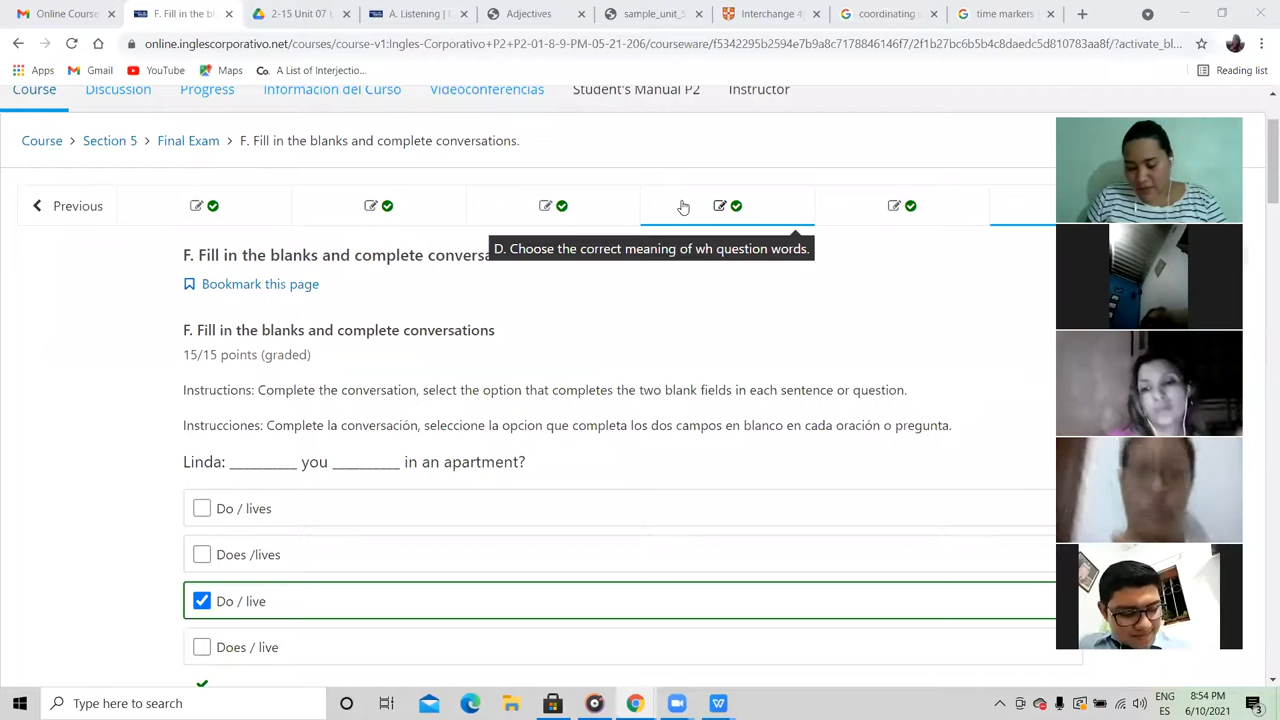 Online Course
F. Fill in the blan
2-15 Unit 07 E
A. Listening |
Adjectives
sample_unit_5
Interchange 4
coordinating
time markers
online.inglescorporativo.net/courses/course-v1:Ingles-Corporativo+P2+P2-06-8-9-PM-05-21-206/courseware/f5342295b2594e7b9a8c7178846146f7/2f1b27bc6b5b4c8daedc5d810783aa8f/?activate_bl...
Apps
Gmail
YouTube
Maps
A List of Interjectio...
Reading list
Course
Discussion
Progress
Información del Curso
Videoconferencias
Student's Manual P2
Instructor
Course > Section 5 > Final Exam > F. Fill in the blanks and complete conversations.
Previous
D. Choose the correct meaning of wh question words.
F. Fill in the blanks and complete conversa
Bookmark this page
F. Fill in the blanks and complete conversations
15/15 points (graded)
Instructions: Complete the conversation, select the option that completes the two blank fields in each sentence or question.
Instrucciones: Complete la conversación, seleccione la opcion que completa los dos campos en blanco en cada oración o pregunta.
Linda: __________ you __________ in an apartment?
Do / lives
Does /lives
Do / live
Does / live
Type here to search
ENG
ES
8:54 PM
6/10/2021
3